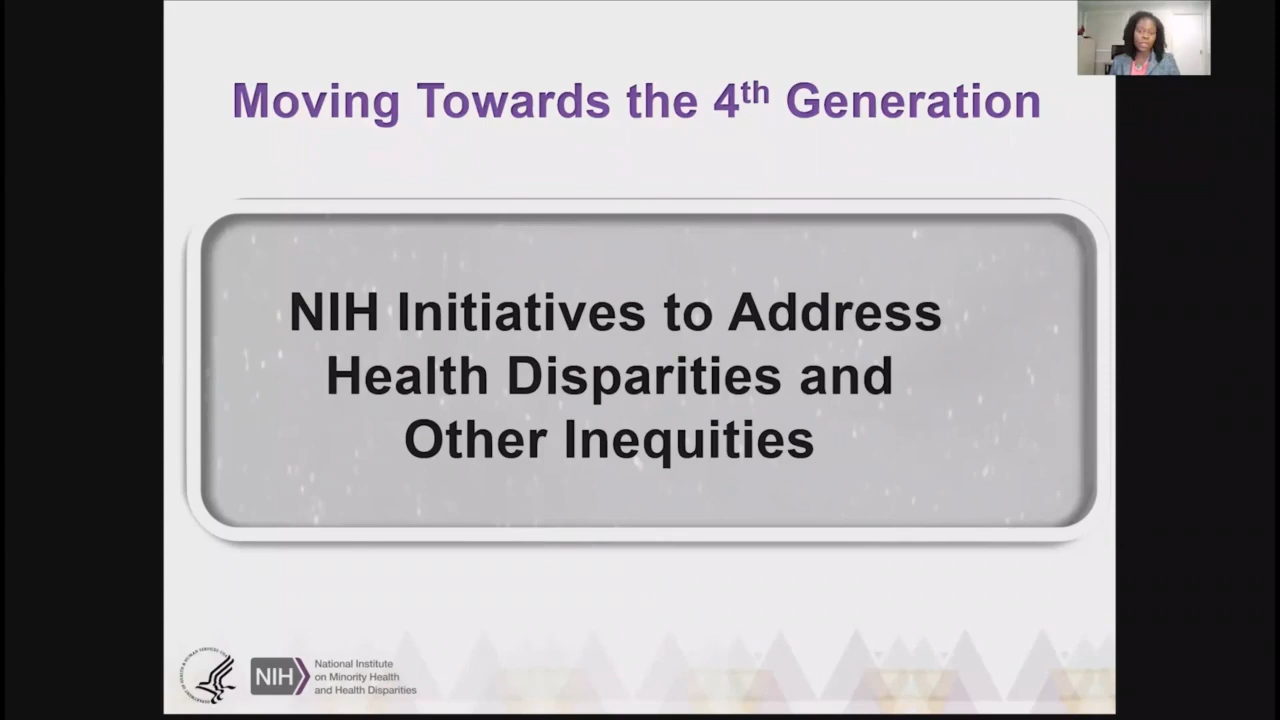 Moving Towards the 4th Generation
NIH Initiatives to Address
Health Disparities and
Other Inequities
NIH
National Institute
on Minority Health
and Health Disparities